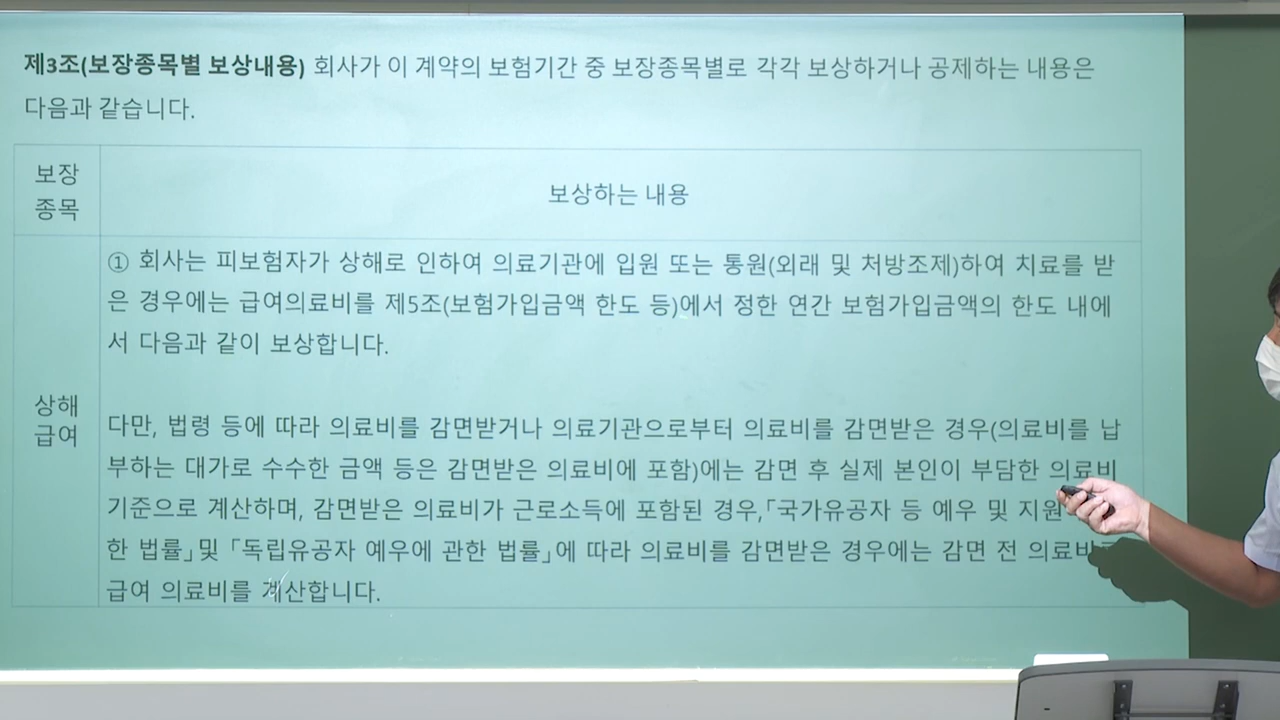 제3조(보장종목별 보상내용) 회사가 이 계약의 보험기간 중 보장종목별로 각각 보상하거나 공제하는 내용은
다음과 같습니다.
보장
종목
보상하는 내용
상해
급여
① 회사는 피보험자가 상해로 인하여 의료기관에 입원 또는 통원(외래 및 처방조제)하여 치료를 받
은 경우에는 급여의료비를 제5조(보험가입금액 한도 등)에서 정한 연간 보험가입금액의 한도 내에
서 다음과 같이 보상합니다.
다만, 법령 등에 따라 의료비를 감면받거나 의료기관으로부터 의료비를 감면받은 경우(의료비를 납
부하는 대가로 수수한 금액 등은 감면받은 의료비에 포함)에는 감면 후 실제 본인이 부담한 의료비
기준으로 계산하며, 감면받은 의료비가 근로소득에 포함된 경우,「국가유공자 등 예우 및 지원
한 법률」및 「독립유공자 예우에 관한 법률」에 따라 의료비를 감면받은 경우에는 감면 전
급여 의료비를 계산합니다.